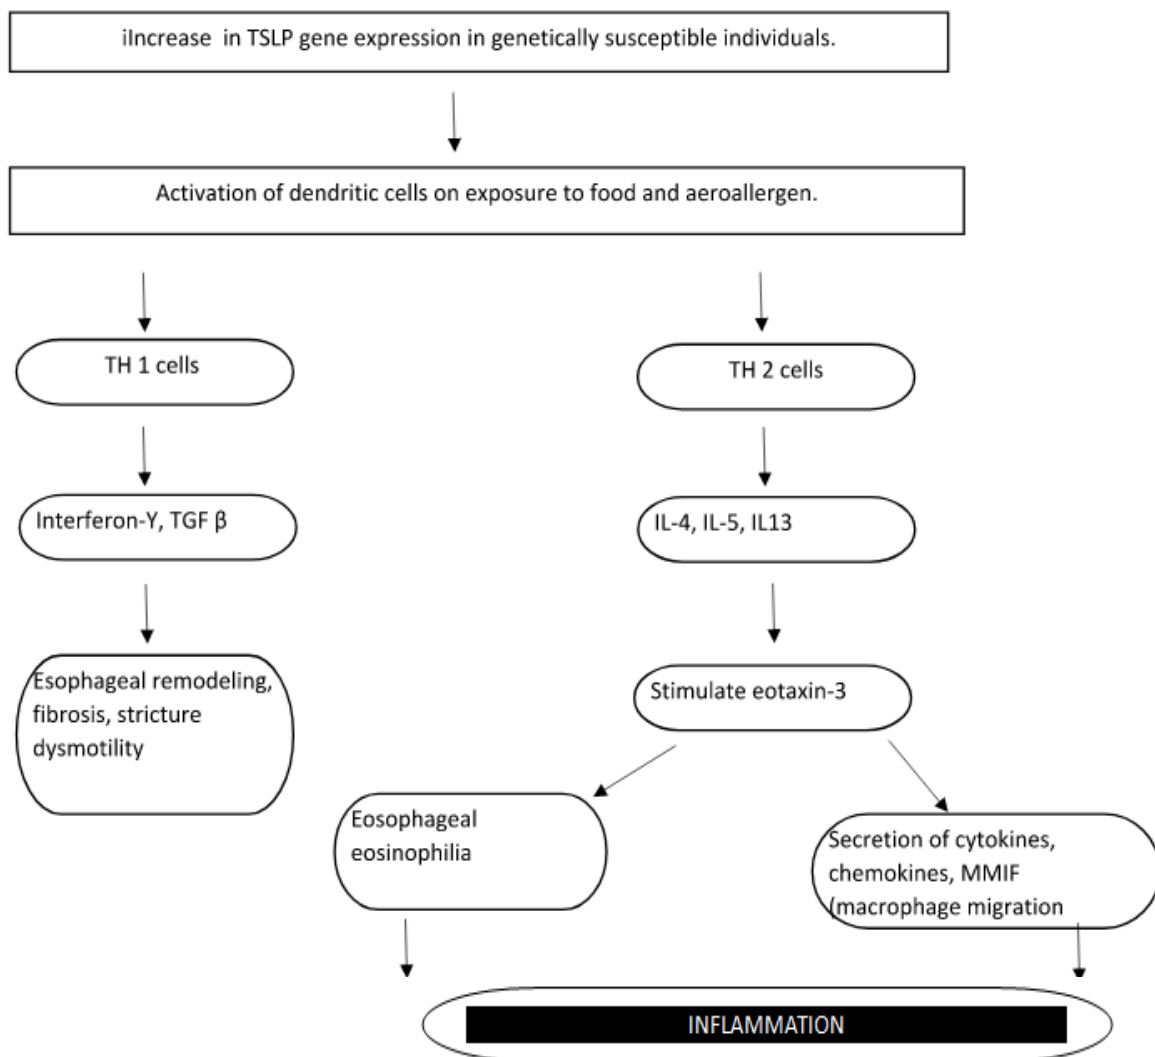 iIncrease in TSLP gene expression in genetically susceptible individuals.
Activation of dendritic cells on exposure to food and aeroallergen.
TH 1 cells
TH 2 cells
Interferon-Y, TGF β
IL-4, IL-5, IL13
Esophageal remodeling,
fibrosis, stricture
dysmotility
Stimulate eotaxin-3
Eosophageal
eosinophilia
Secretion of cytokines,
chemokines, MMIF
(macrophage migration
INFLAMMATION